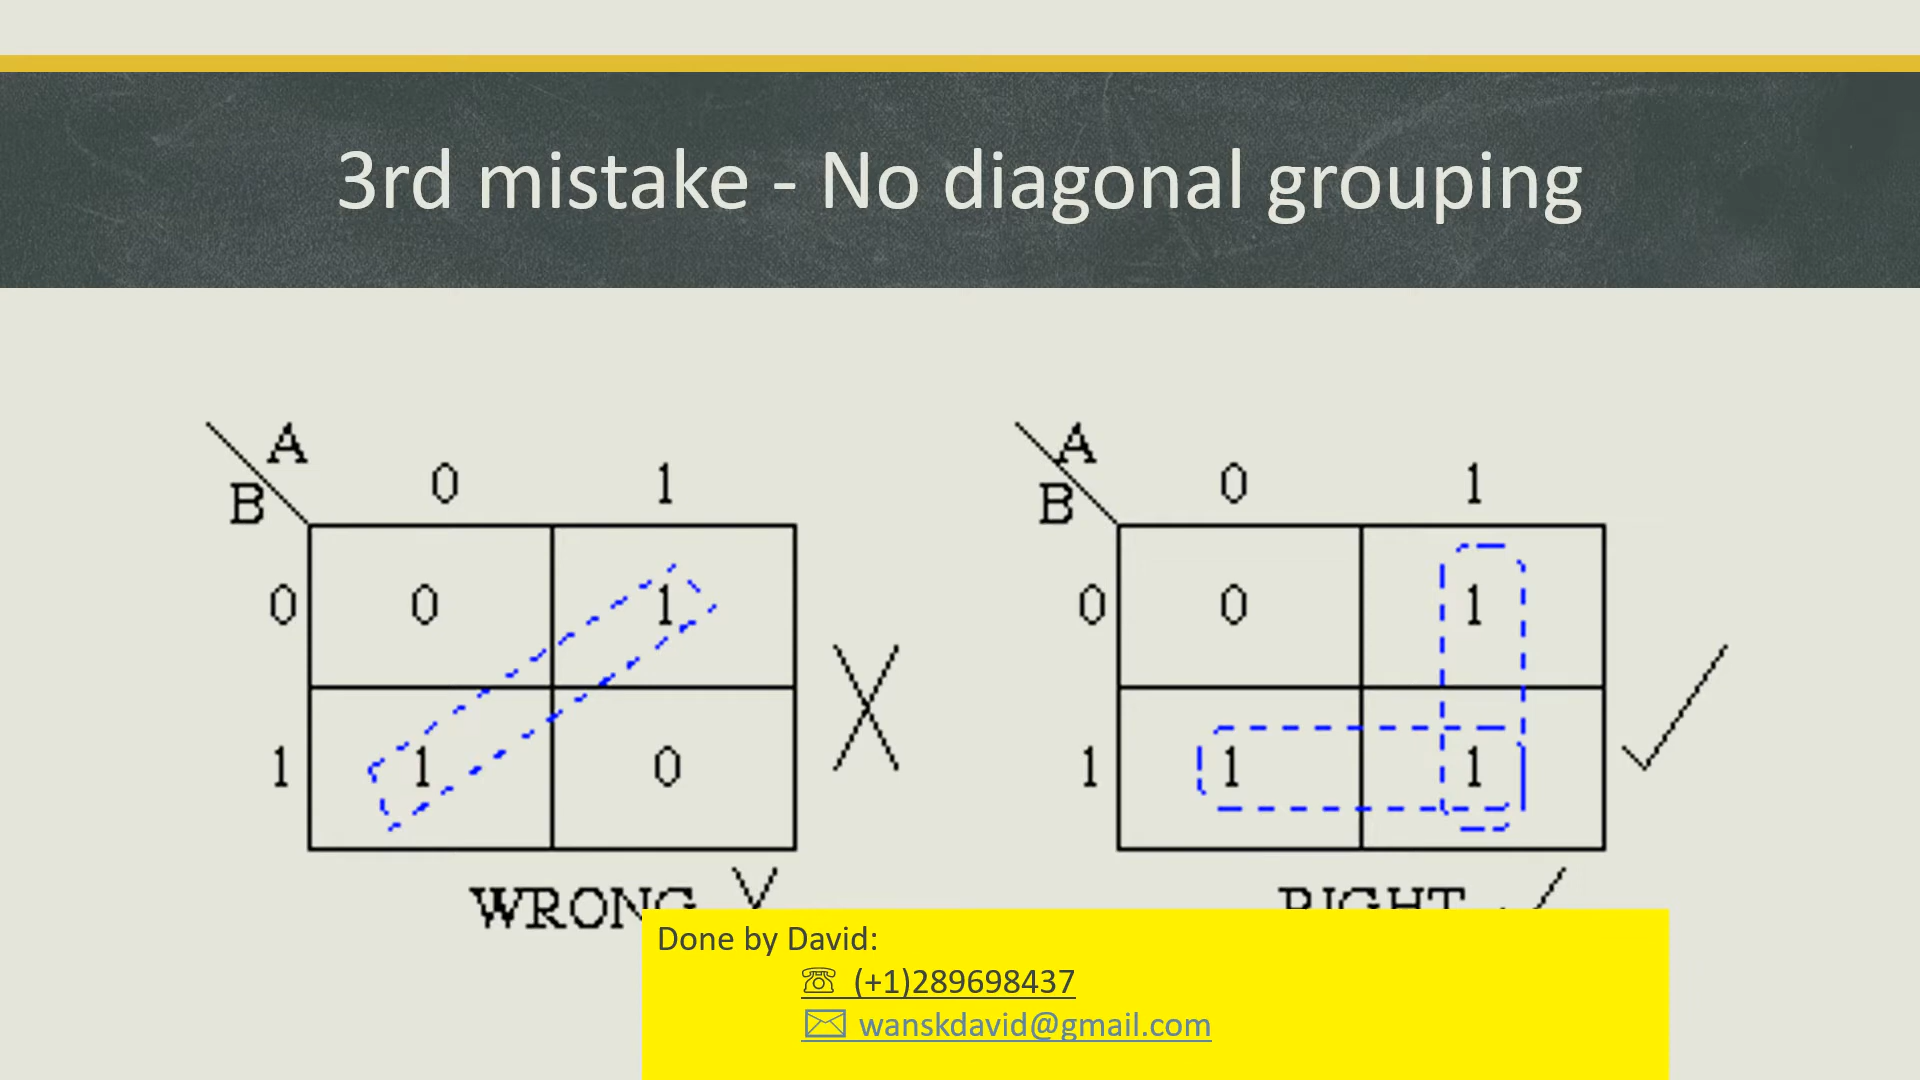 3rd mistake - No diagonal grouping
A A
B 0 1 B 0 1
0 0 1 0 0 1
1 1 0 1 1 1
WRONG RIGHT
Done by David:
(+1)289698437
wanskdavid@gmail.com